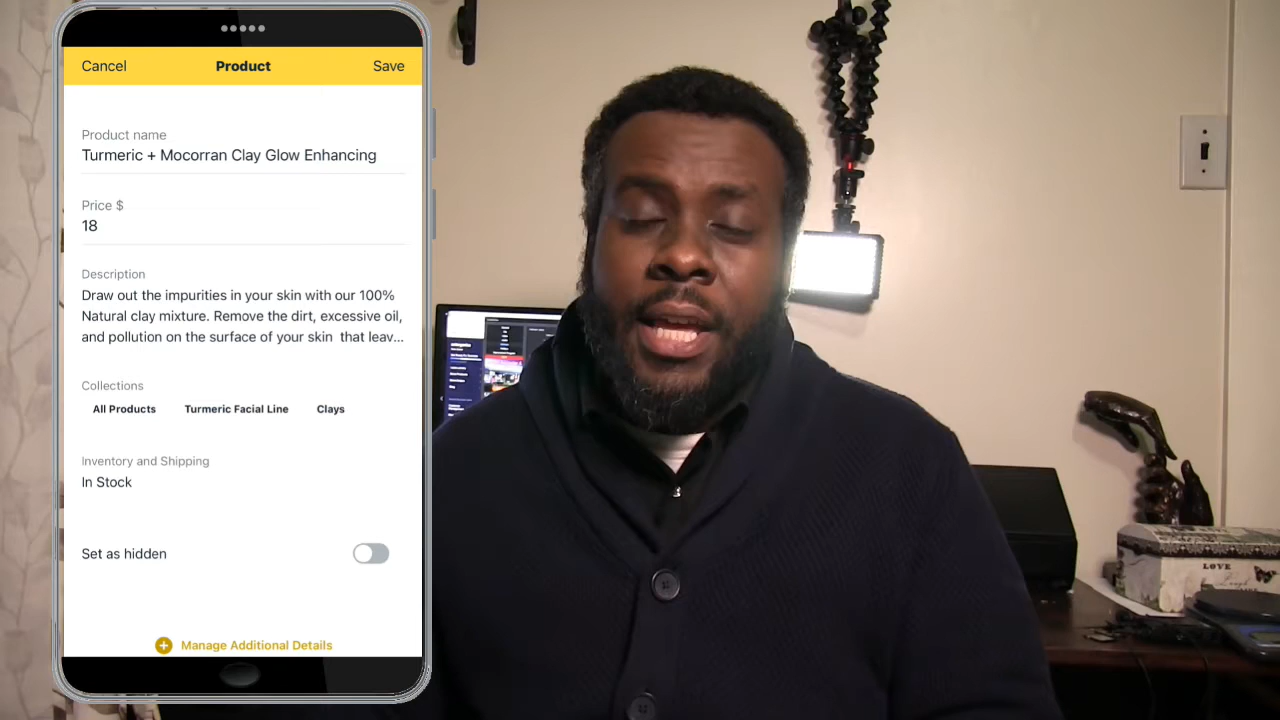 Cancel Product Save
Product name
Turmeric + Mocorran Clay Glow Enhancing
Price $
18
Description
Draw out the impurities in your skin with our 100%
Natural clay mixture. Remove the dirt, excessive oil,
and pollution on the surface of your skin that leav...
Collections
All Products Turmeric Facial Line Clays
Inventory and Shipping
In Stock
Set as hidden
Manage Additional Details
LOVE